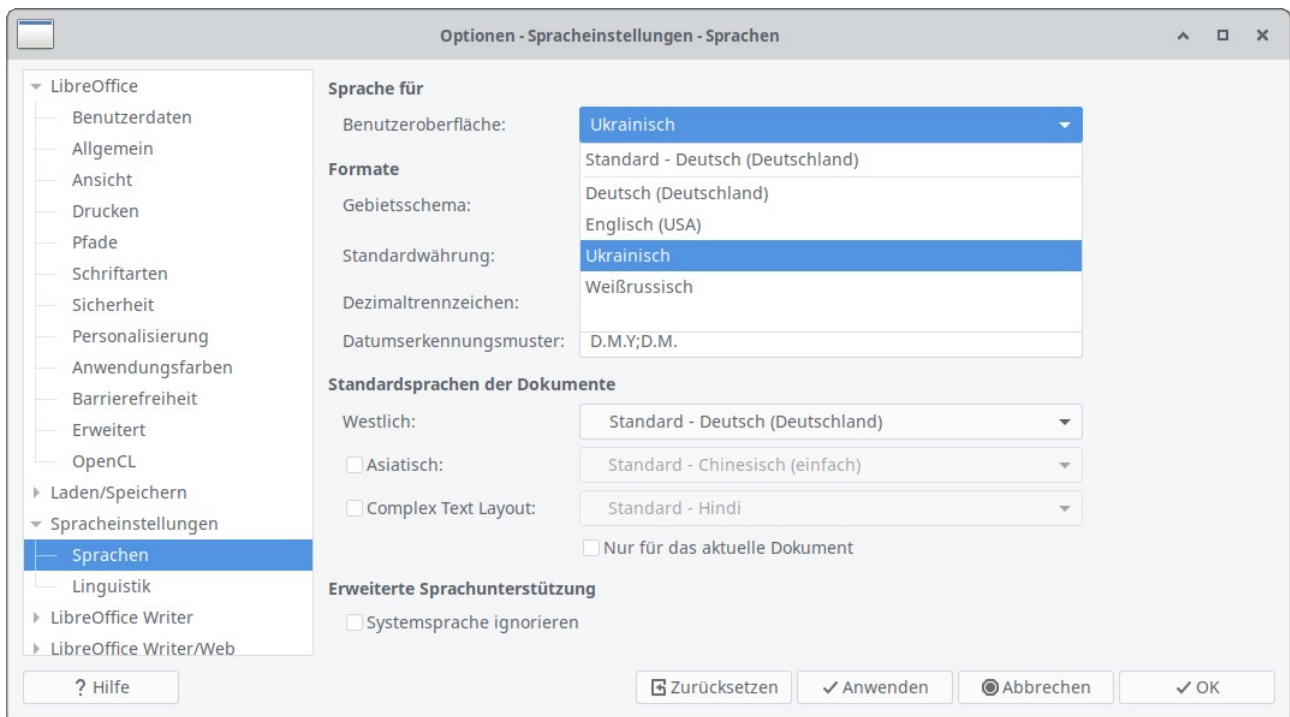 Optionen - Spracheinstellungen - Sprachen
LibreOffice
Benutzerdaten
Allgemein
Ansicht
Drucken
Pfade
Schriftarten
Sicherheit
Personalisierung
Anwendungsfarben
Barrierefreiheit
Erweitert
OpenCL
Laden/Speichern
Spracheinstellungen
Sprachen
Linguistik
LibreOffice Writer
LibreOffice Writer/Web
Sprache für
Benutzeroberfläche: Ukrainisch
Standard - Deutsch (Deutschland)
Formate
Deutsch (Deutschland)
Gebietsschema:
Englisch (USA)
Standardwährung: Ukrainisch
Weißrussisch
Dezimaltrennzeichen:
Datumserkennungsmuster: D.M.Y;D.M.
Standardsprachen der Dokumente
Westlich: Standard - Deutsch (Deutschland)
Asiatisch: Standard - Chinesisch (einfach)
Complex Text Layout: Standard - Hindi
Nur für das aktuelle Dokument
Erweiterte Sprachunterstützung
Systemsprache ignorieren
? Hilfe Zurücksetzen Anwenden Abbrechen OK